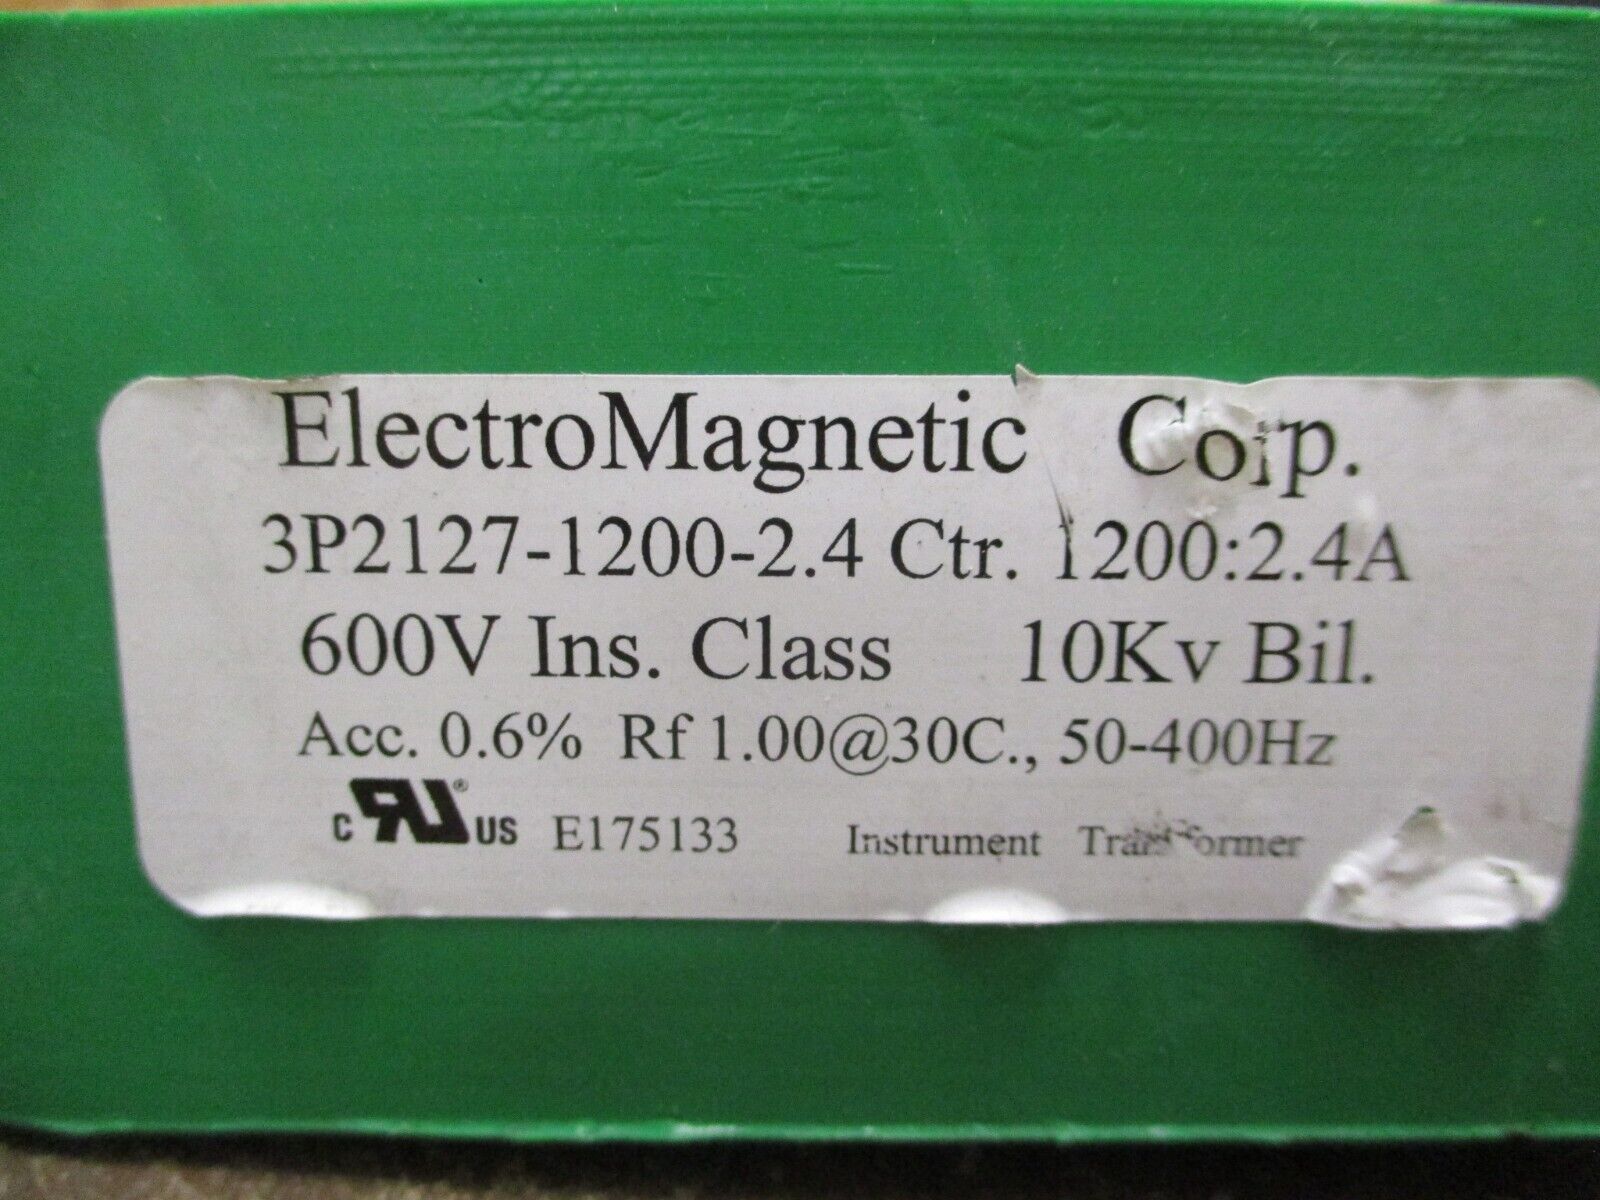 ElectroMagnetic Corp.
3P2127-1200-2.4 Ctr. 1200:2.4A
600V Ins. Class 10Kv Bil.
Acc. 0.6% Rf 1.00@30C., 50-400Hz
c RU® US E175133 Instrument Transformer